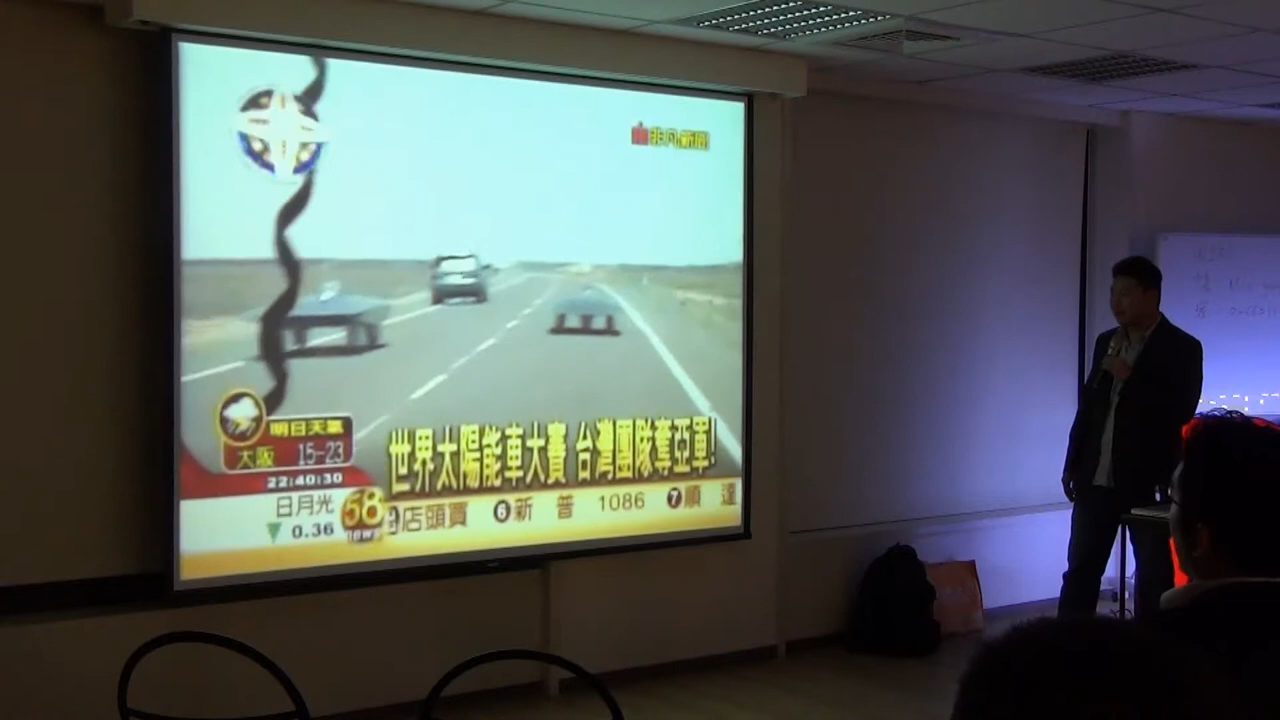 非凡新聞
世界太陽能車大賽 台灣團隊奪亞軍!
明日天氣
大阪 15-23
22:40:30
日月光
▼ 0.36
58
news
店頭買 6 新普 1086 7 順達